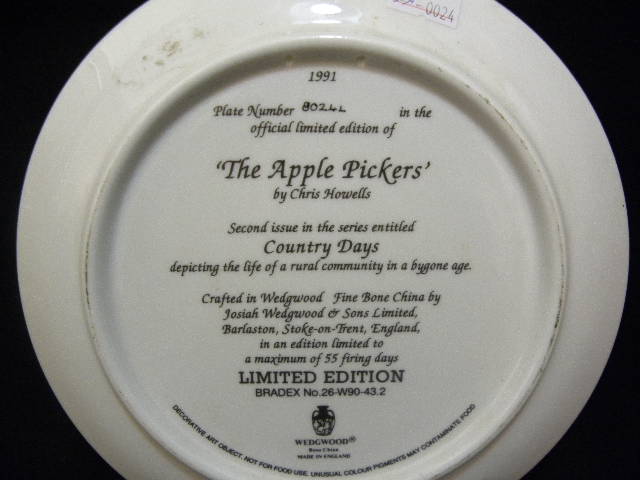 0024
1991
Plate Number 8024L in the
official limited edition of
'The Apple Pickers'
by Chris Howells
Second issue in the series entitled
Country Days
depicting the life of a rural community in a bygone age.
Crafted in Wedgwood Fine Bone China by
Josiah Wedgwood & Sons Limited,
Barlaston, Stoke-on-Trent, England,
in an edition limited to
a maximum of 55 firing days
LIMITED EDITION
BRADEX No.26-W90-43.2
WEDGWOOD®
Bone China
MADE IN ENGLAND
DECORATIVE ART OBJECT. NOT FOR FOOD USE. UNUSUAL COLOUR PIGMENTS MAY CONTAMINATE FOOD